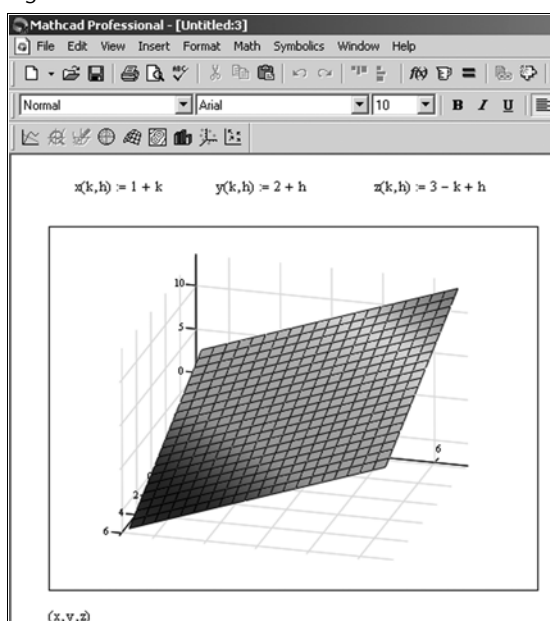 Mathcad Professional - [Untitled:3]
File Edit View Insert Format Math Symbolics Window Help
Normal Arial 10 B I U
x(k,h) := 1 + k y(k,h) := 2 + h z(k,h) := 3 − k + h
10
5
0
2
4
6
6
(x,y,z)